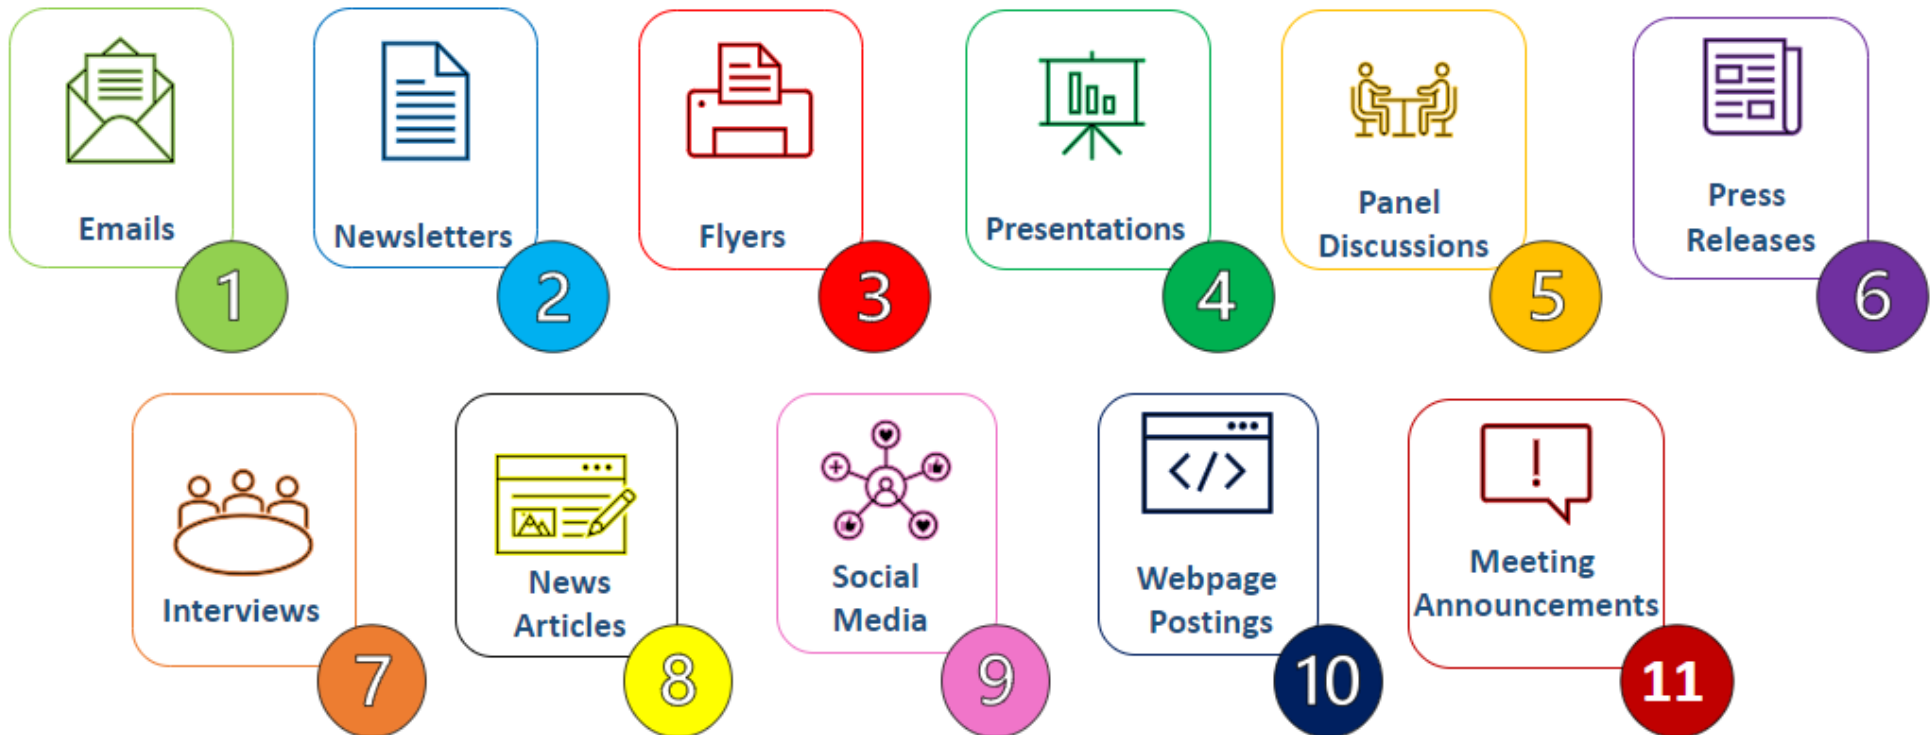 Emails
1
Newsletters
2
Flyers
3
Presentations
4
Panel
Discussions
5
Press
Releases
6
Interviews
7
News
Articles
8
Social
Media
9
</>
Webpage
Postings
10
!
Meeting
Announcements
11